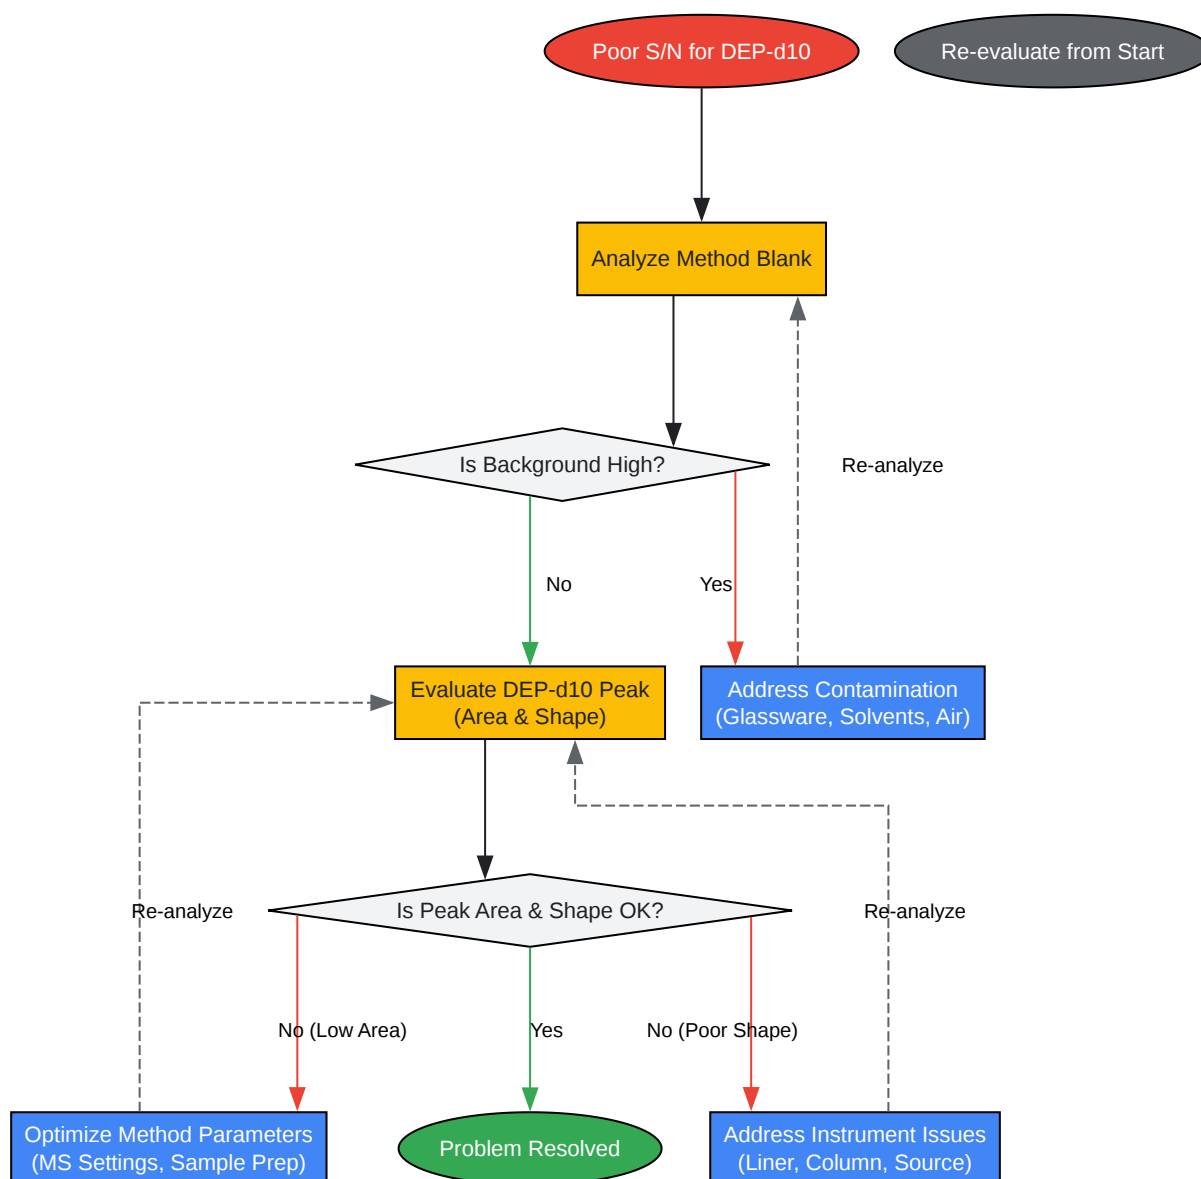 Poor S/N for DEP-d10
Re-evaluate from Start
Analyze Method Blank
Is Background High?
Re-analyze
No
Yes
Evaluate DEP-d10 Peak
(Area & Shape)
Address Contamination
(Glassware, Solvents, Air)
Re-analyze
Is Peak Area & Shape OK?
Re-analyze
No (Low Area)
Yes
No (Poor Shape)
Optimize Method Parameters
(MS Settings, Sample Prep)
Problem Resolved
Address Instrument Issues
(Liner, Column, Source)